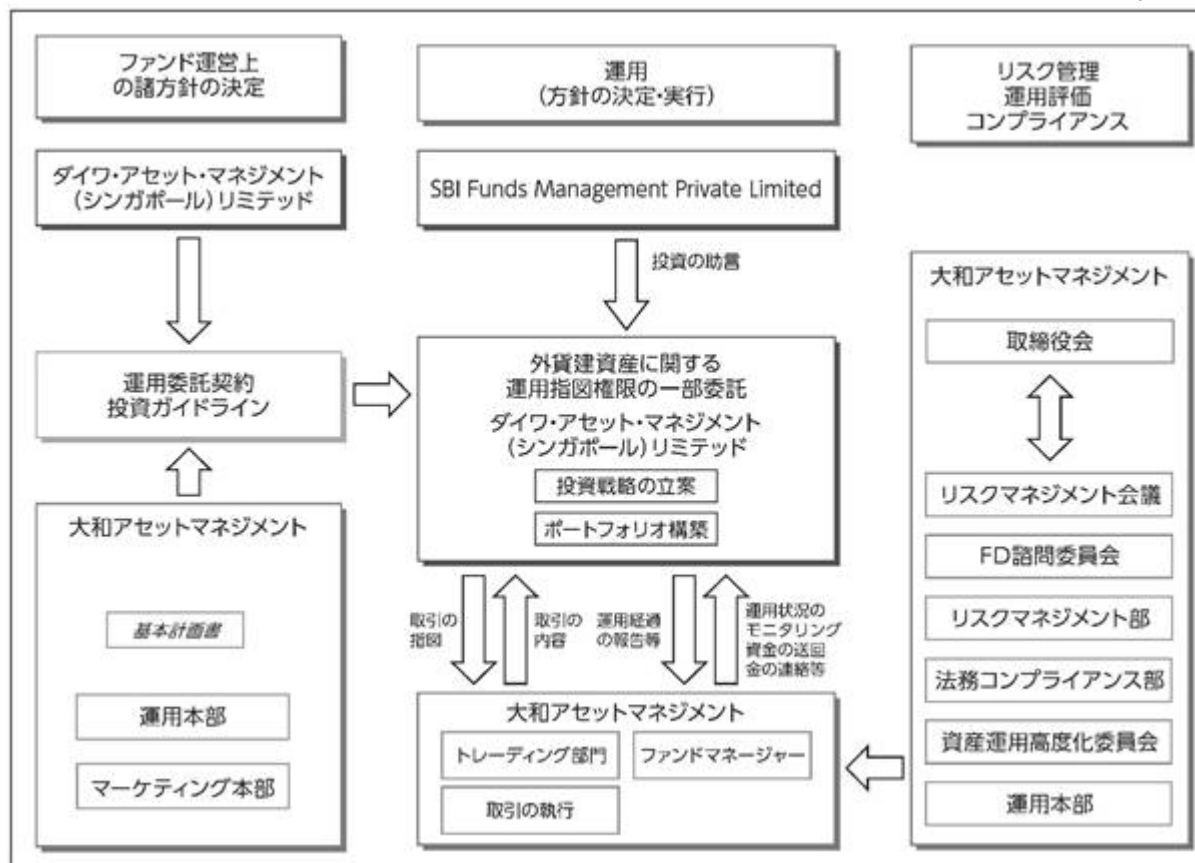 ファンド運営上
の諸方針の決定
運用
(方針の決定・実行)
リスク管理
運用評価
コンプライアンス
ダイワ・アセット・マネジメント
(シンガポール)リミテッド
SBI Funds Management Private Limited
投資の助言
運用委託契約
投資ガイドライン
外貨建資産に関する
運用指図権限の一部委託
ダイワ・アセット・マネジメント
(シンガポール)リミテッド
投資戦略の立案
ポートフォリオ構築
大和アセットマネジメント
基本計画書
運用本部
マーケティング本部
取引の
指図
取引の
内容
運用経過
の報告等
運用状況の
モニタリング
資金の送回
金の連絡等
大和アセットマネジメント
トレーディング部門
ファンドマネージャー
取引の執行
大和アセットマネジメント
取締役会
リスクマネジメント会議
FD諮問委員会
リスクマネジメント部
法務コンプライアンス部
資産運用高度化委員会
運用本部